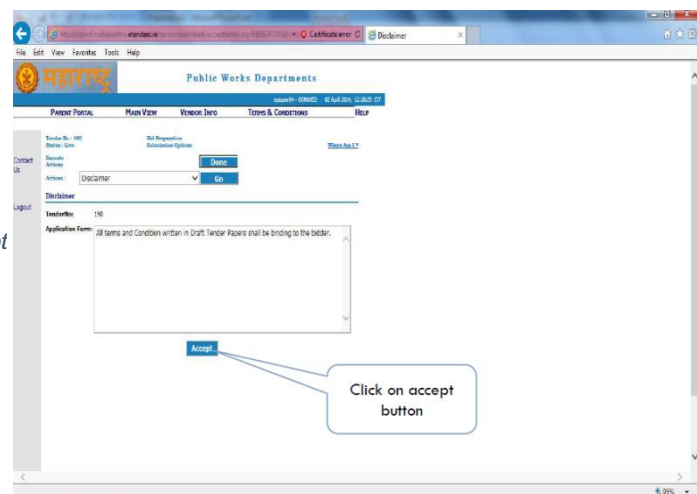 Certificate error
Disclaimer
File Edit View Favorites Tools Help
महाराष्ट्र
Public Works Departments
PARENT PORTAL MAIN VIEW VENDOR INFO TERMS & CONDITIONS HELP
Tender No : 190 Bid Preparation
Status : Live Submission Options Where Am I?
Contact
Us
Actions
Done
Actions : Disclaimer Go
Disclaimer
Logout
TenderNo: 190
Application Form: All terms and Condition written in Draft Tender Papers shall be binding to the bidder.
Accept
Click on accept
button
95%